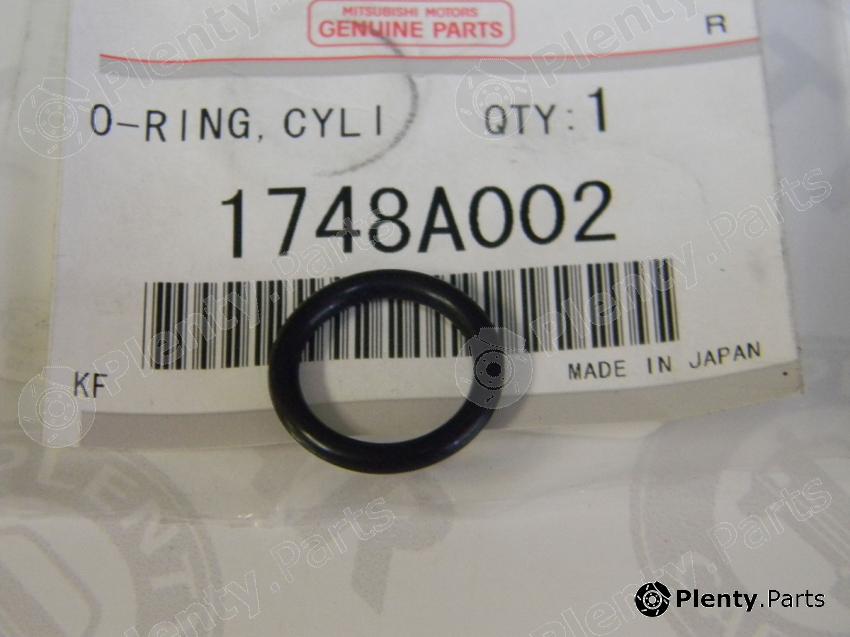 MITSUBISHI MOTORS
GENUINE PARTS
R
O-RING, CYLI QTY: 1
1748A002
KF
MADE IN JAPAN
Plenty.Parts